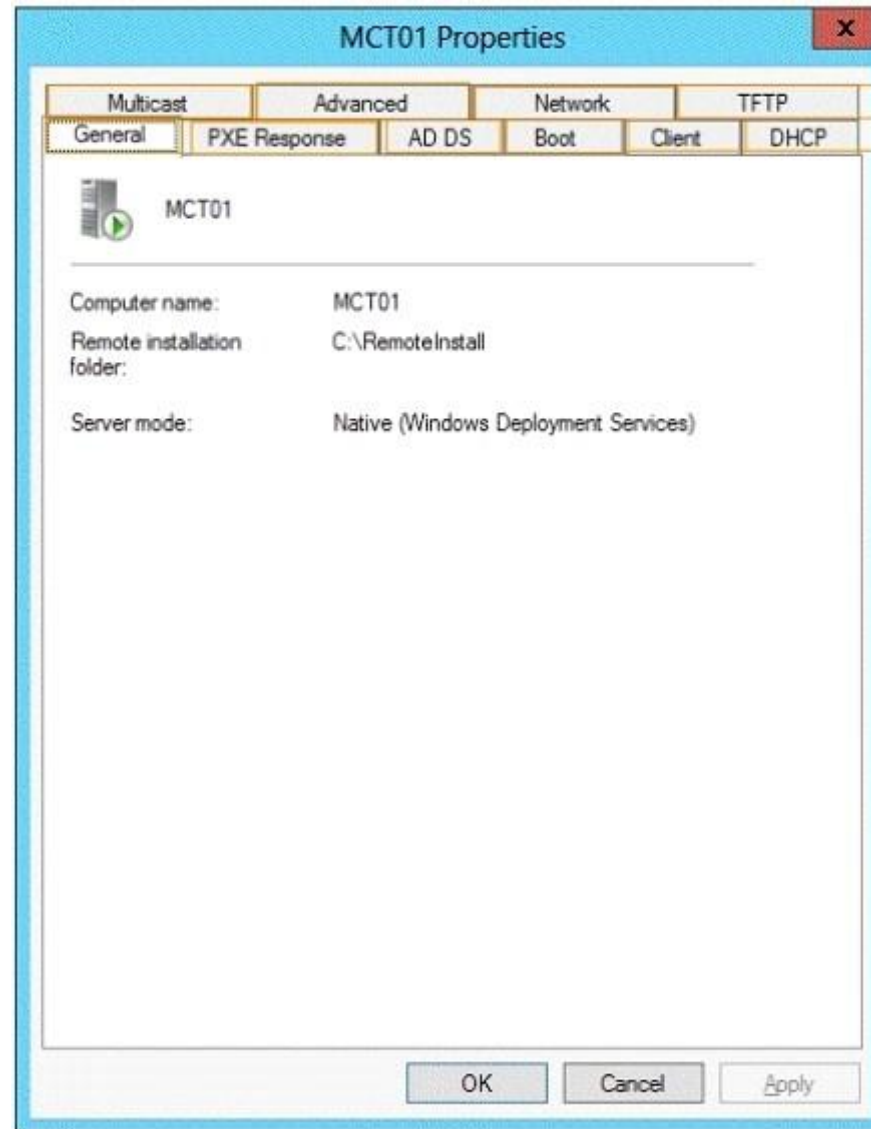 MCT01 Properties
x
Multicast Advanced Network TFTP
General PXE Response AD DS Boot Client DHCP
MCT01
Computer name: MCT01
Remote installation C:\RemoteInstall
folder:
Server mode: Native (Windows Deployment Services)
OK Cancel Apply